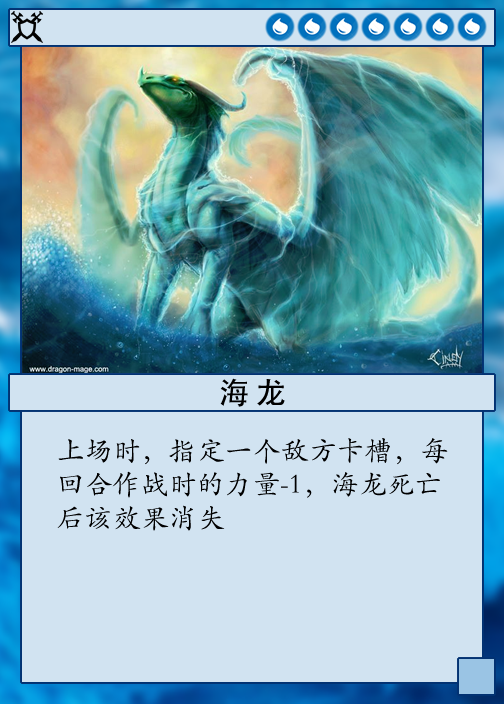 www.dragon-mage.com
海龙
上场时，指定一个敌方卡槽，每
回合作战时的力量-1，海龙死亡
后该效果消失